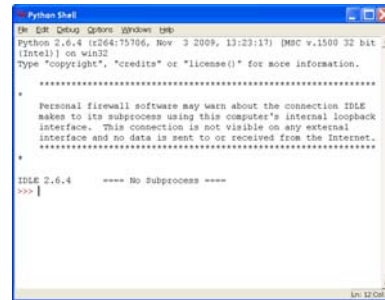 Python Shell
File Edit Debug Options Windows Help
Python 2.6.4 (r264:75706, Nov  3 2009, 13:23:17) [MSC v.1500 32 bit
(Intel)] on win32
Type "copyright", "credits" or "license()" for more information.
****************************************************************
*
Personal firewall software may warn about the connection IDLE
makes to its subprocess using this computer's internal loopback
interface.  This connection is not visible on any external
interface and no data is sent to or received from the Internet.
****************************************************************
*
IDLE 2.6.4      ==== No Subprocess ====
>>>
Ln: 12 Col